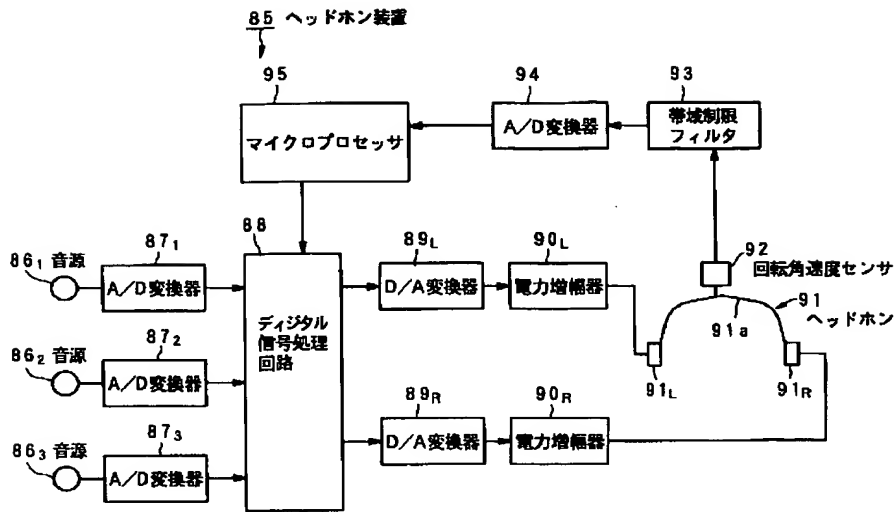 85 ヘッドホン装置
95
94
93
マイクロプロセッサ
A/D変換器
帯域制限
フィルタ
88
89L
90L
92
回転角速度センサ
86₁ 音源
87₁
A/D変換器
D/A変換器
電力増幅器
91
ヘッドホン
91a
ディジタル
信号処理
回路
86₂ 音源
87₂
A/D変換器
91L
91R
89R
90R
86₃ 音源
87₃
A/D変換器
D/A変換器
電力増幅器